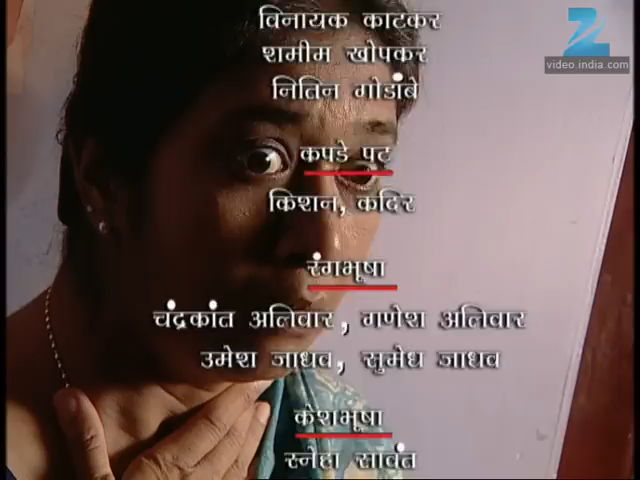 विनायक काटकर
शमीम खोपकर
नितिन गोडांबे
कपडे पट
किशन, कदिर
रंगभूषा
चंद्रकांत अलिवार, गणेश अलिवार
उमेश जाधव, सुमेध जाधव
केशभूषा
स्नेहा सावंत
Z
video.india.com